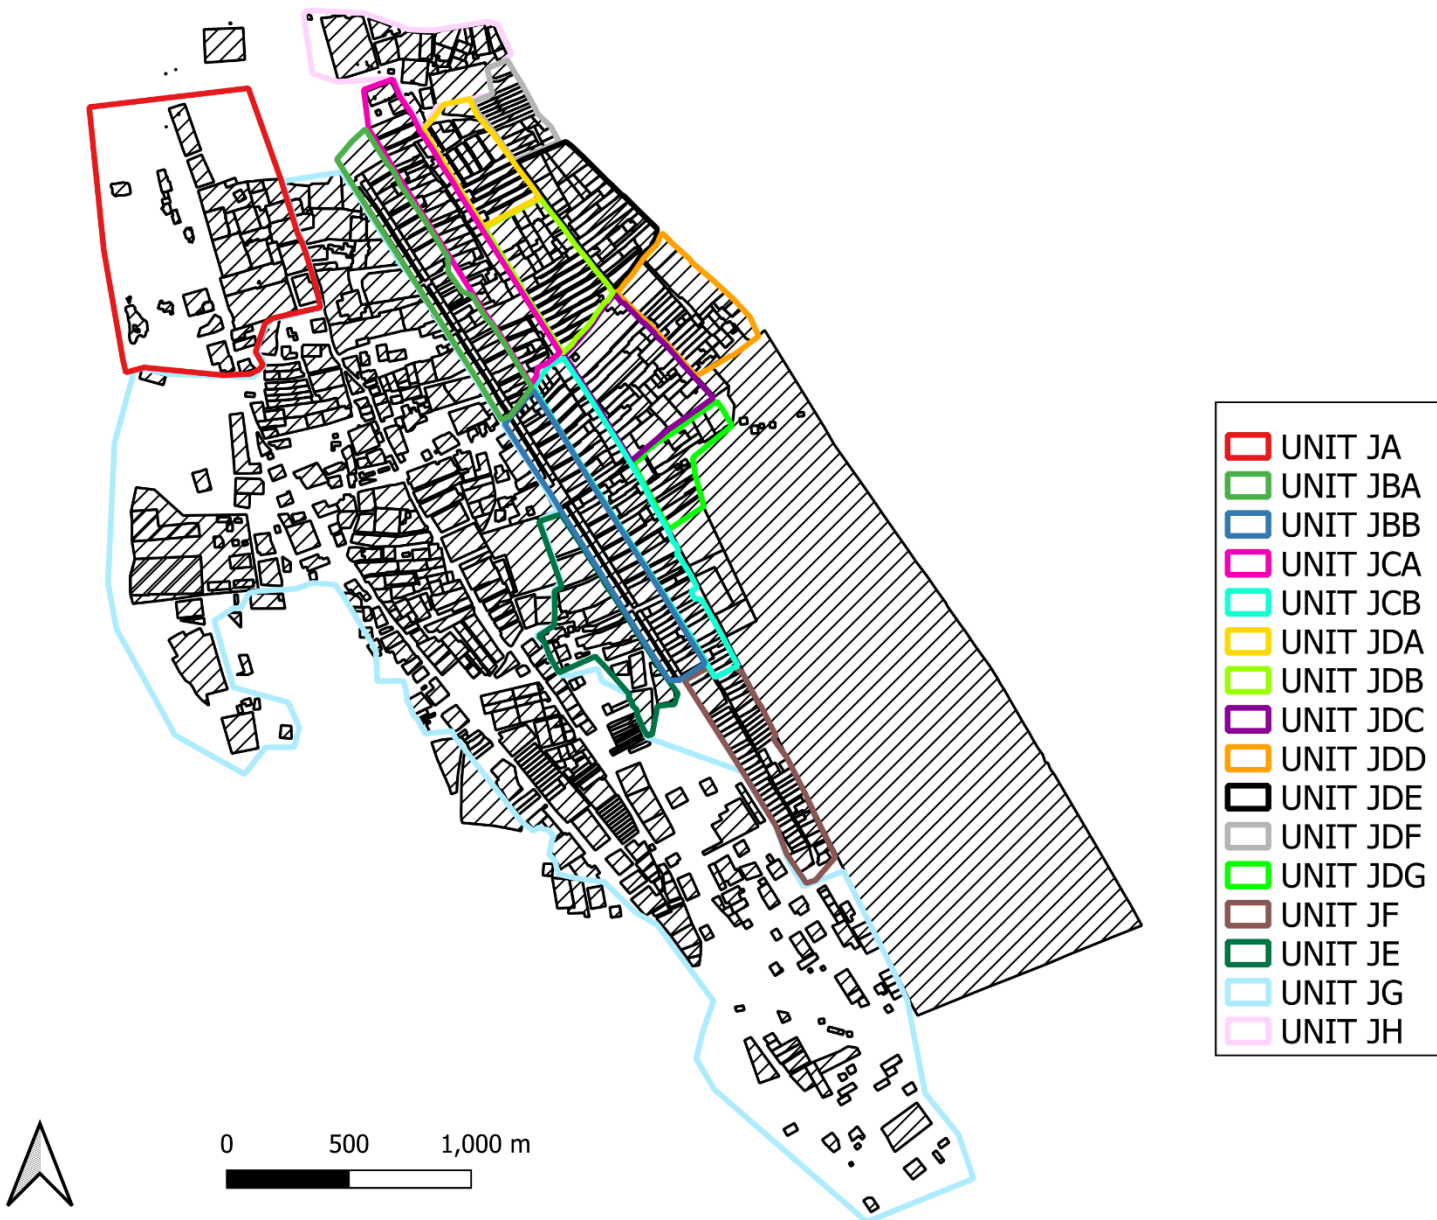 UNIT JA
UNIT JBA
UNIT JBB
UNIT JCA
UNIT JCB
UNIT JDA
UNIT JDB
UNIT JDC
UNIT JDD
UNIT JDE
UNIT JDF
UNIT JDG
UNIT JF
UNIT JE
UNIT JG
UNIT JH
0 500 1,000 m